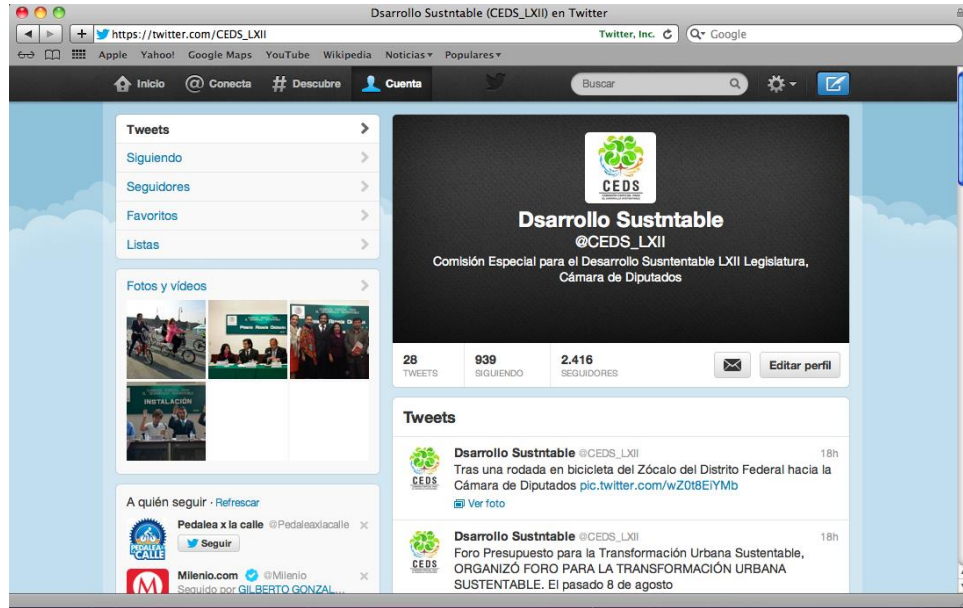 Dsarrollo Sustntable (CEDS_LXII) en Twitter
https://twitter.com/CEDS_LXII
Twitter, Inc.
Google
Apple Yahoo! Google Maps YouTube Wikipedia Noticias Populares
Inicio
Conecta
Descubre
Cuenta
Buscar
Tweets
Siguiendo
Seguidores
Favoritos
Listas
Fotos y vídeos
INSTALACIÓN
A quién seguir · Refrescar
Pedalea x la calle @Pedaleaxlacalle
Seguir
PEDALEA X
CALLE
Milenio.com @Milenio
Seguido por GILBERTO GONZAL...
CEDS
Dsarrollo Sustntable
@CEDS_LXII
Comisión Especial para el Desarrollo Susntentable LXII Legislatura,
Cámara de Diputados
28
TWEETS
939
SIGUIENDO
2.416
SEGUIDORES
Editar perfil
Tweets
CEDS
Dsarrollo Sustntable @CEDS_LXII 18h
Tras una rodada en bicicleta del Zócalo del Distrito Federal hacia la
Cámara de Diputados pic.twitter.com/wZ0t8EiYMb
Ver foto
CEDS
Dsarrollo Sustntable @CEDS_LXII 18h
Foro Presupuesto para la Transformación Urbana Sustentable,
ORGANIZÓ FORO PARA LA TRANSFORMACIÓN URBANA
SUSTENTABLE. El pasado 8 de agosto